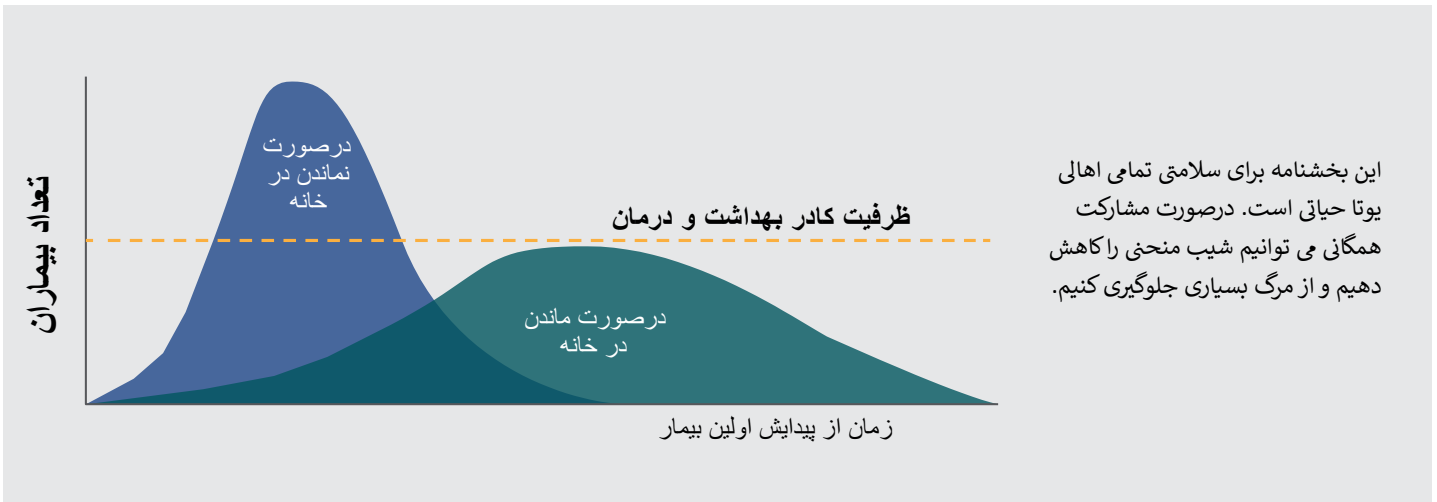 این بخشنامه برای سلامتی تمامی اهالی
یوتا حیاتی است. درصورت مشارکت
همگانی می توانیم شیب منحنی را کاهش
دهیم و از مرگ بسیاری جلوگیری کنیم.
تعداد بیماران
درصورت
نماندن در
خانه
ظرفیت کادر بهداشت و درمان
درصورت ماندن
در خانه
زمان از پیدایش اولین بیمار